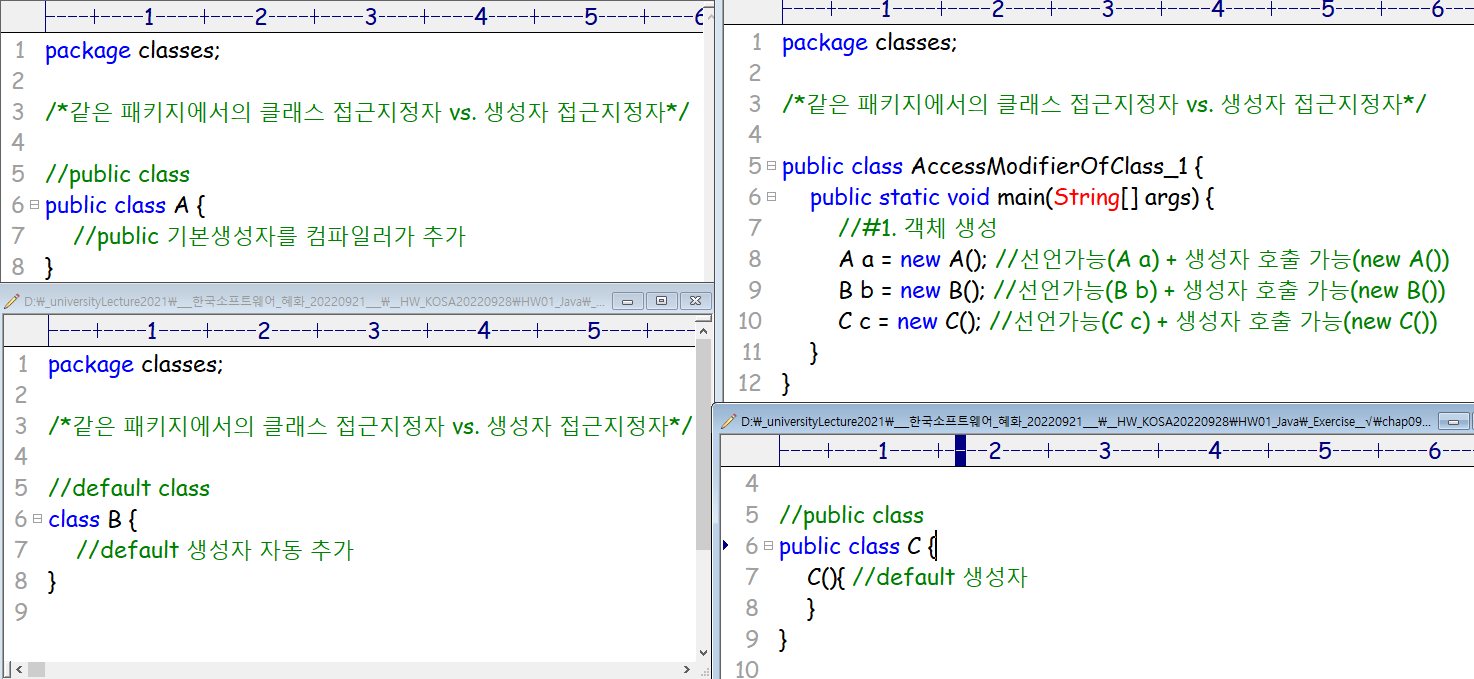 ----+----1----+----2----+----3----+----4----+----5----+----6
1 package classes;
2
3 /*같은 패키지에서의 클래스 접근지정자 vs. 생성자 접근지정자*/
4
5 //public class
6 public class A {
7 //public 기본생성자를 컴파일러가 추가
8 }
D:₩_universityLecture2021₩___한국소프트웨어_혜화_20220921___₩__HW_KOSA20220928₩HW01_Java₩_...
----+----1----+----2----+----3----+----4----+----5----
1 package classes;
2
3 /*같은 패키지에서의 클래스 접근지정자 vs. 생성자 접근지정자*/
4
5 //default class
6 class B {
7 //default 생성자 자동 추가
8 }
9
----+----1----+----2----+----3----+----4----+----5----+----6--
1 package classes;
2
3 /*같은 패키지에서의 클래스 접근지정자 vs. 생성자 접근지정자*/
4
5 public class AccessModifierOfClass_1 {
6 public static void main(String[] args) {
7 //#1. 객체 생성
8 A a = new A(); //선언가능(A a) + 생성자 호출 가능(new A())
9 B b = new B(); //선언가능(B b) + 생성자 호출 가능(new B())
10 C c = new C(); //선언가능(C c) + 생성자 호출 가능(new C())
11 }
12 }
D:₩_universityLecture2021₩___한국소프트웨어_혜화_20220921___₩__HW_KOSA20220928₩HW01_Java₩_Exercise__√₩chap09...
----+----1----+----2----+----3----+----4----+----5----+----6--
4
5 //public class
6 public class C {
7 C(){ //default 생성자
8 }
9 }
10